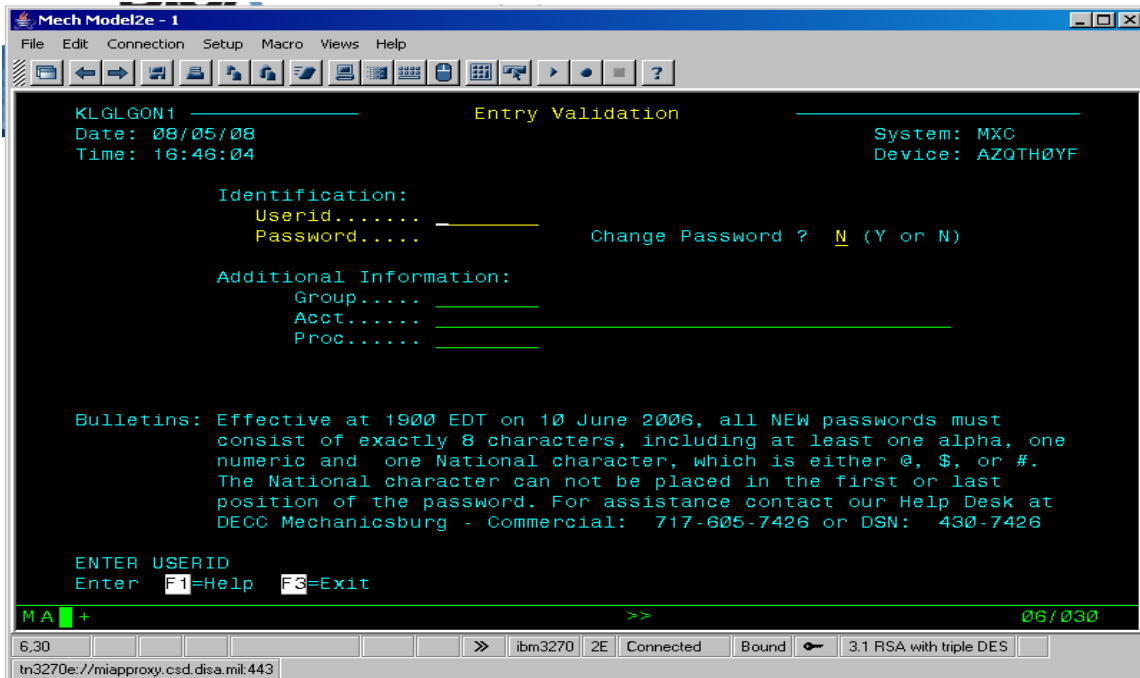 Mech Model2e - 1
File Edit Connection Setup Macro Views Help
KLGLGON1 Entry Validation
Date: 08/05/08 System: MXC
Time: 16:46:04 Device: AZQTH0YF
Identification:
Userid.......
Password..... Change Password ? N (Y or N)
Additional Information:
Group.....
Acct......
Proc......
Bulletins: Effective at 1900 EDT on 10 June 2006, all NEW passwords must
consist of exactly 8 characters, including at least one alpha, one
numeric and one National character, which is either @, $, or #.
The National character can not be placed in the first or last
position of the password. For assistance contact our Help Desk at
DECC Mechanicsburg - Commercial: 717-605-7426 or DSN: 430-7426
ENTER USERID
Enter F1=Help F3=Exit
M A + >> 06/030
6,30 ibm3270 2E Connected Bound 3.1 RSA with triple DES
tn3270e://miapproxy.csd.disa.mil:443